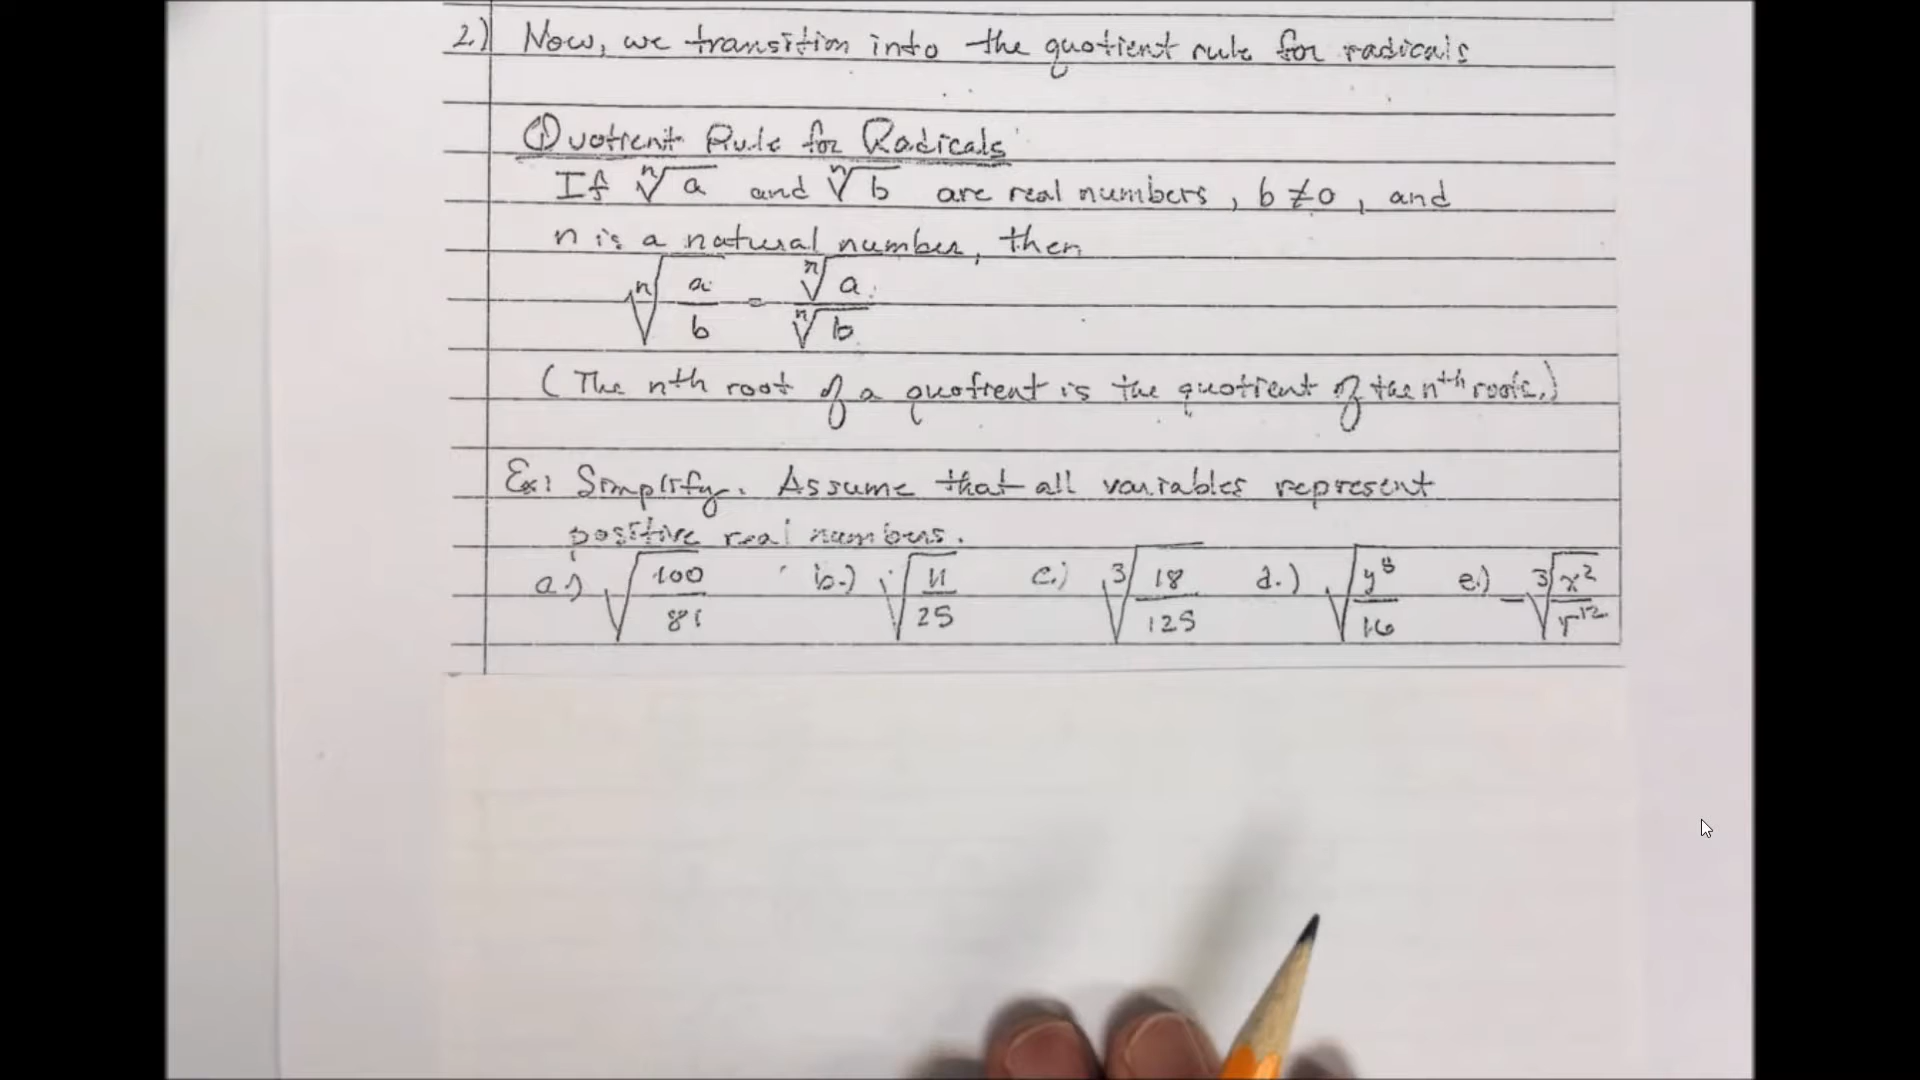 2.) Now, we transition into the quotient rule for radicals
Quotient Rule for Radicals
If ⁿ√a and ⁿ√b are real numbers, b ≠ 0, and
n is a natural number, then
ⁿ√(a/b) = ⁿ√a / ⁿ√b
(The nth root of a quotient is the quotient of the nᵗʰ roots.)
Ex: Simplify. Assume that all variables represent
positive real numbers.
a.) √(100/81) b.) √(11/25) c.) ³√(18/125) d.) √(y⁸/16) e.) -³√(x²/r¹²)